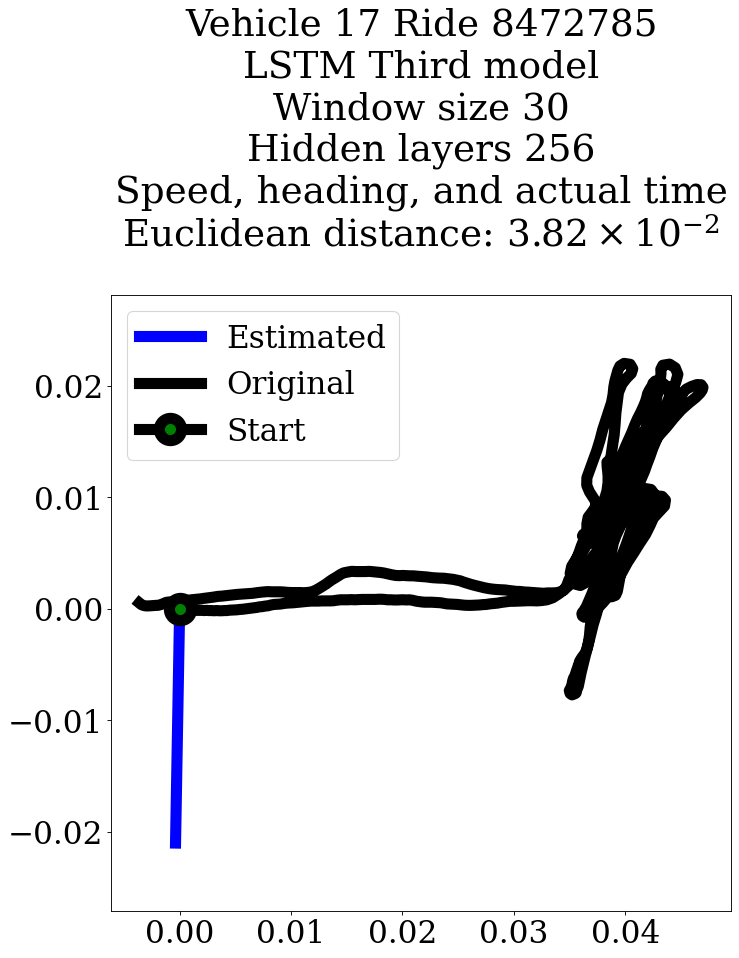 Vehicle 17 Ride 8472785
LSTM Third model
Window size 30
Hidden layers 256
Speed, heading, and actual time
Euclidean distance: 3.82 × 10⁻²
Estimated
Original
Start
0.02
0.01
0.00
−0.01
−0.02
0.00 0.01 0.02 0.03 0.04